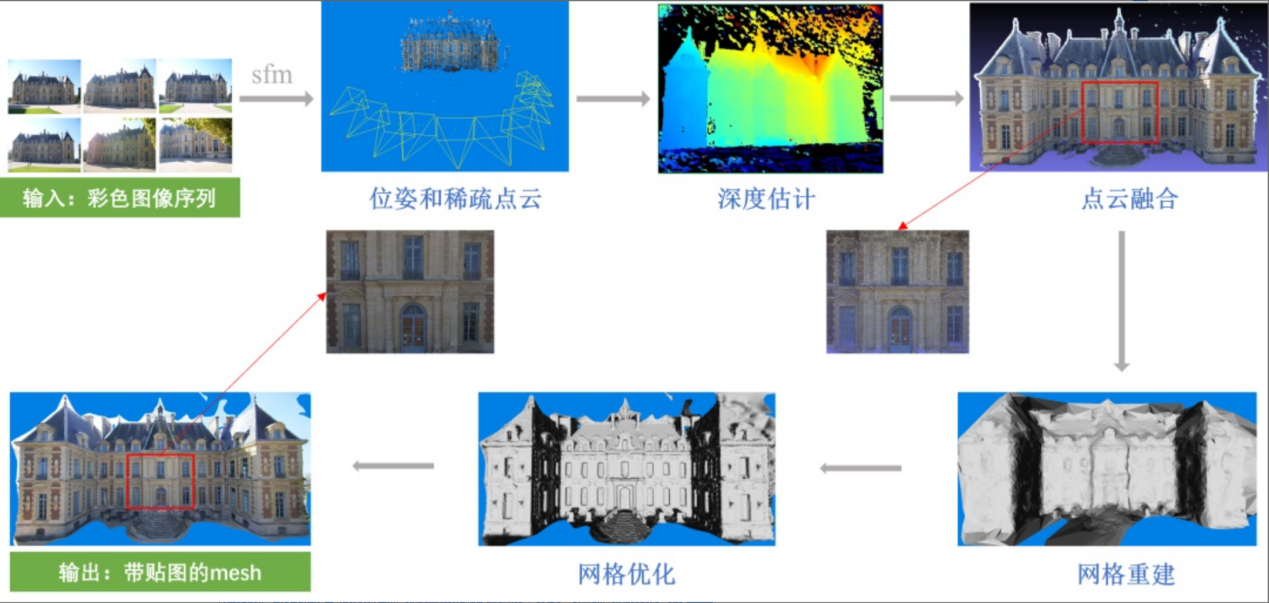 sfm
输入：彩色图像序列
位姿和稀疏点云
深度估计
点云融合
输出：带贴图的mesh
网格优化
网格重建